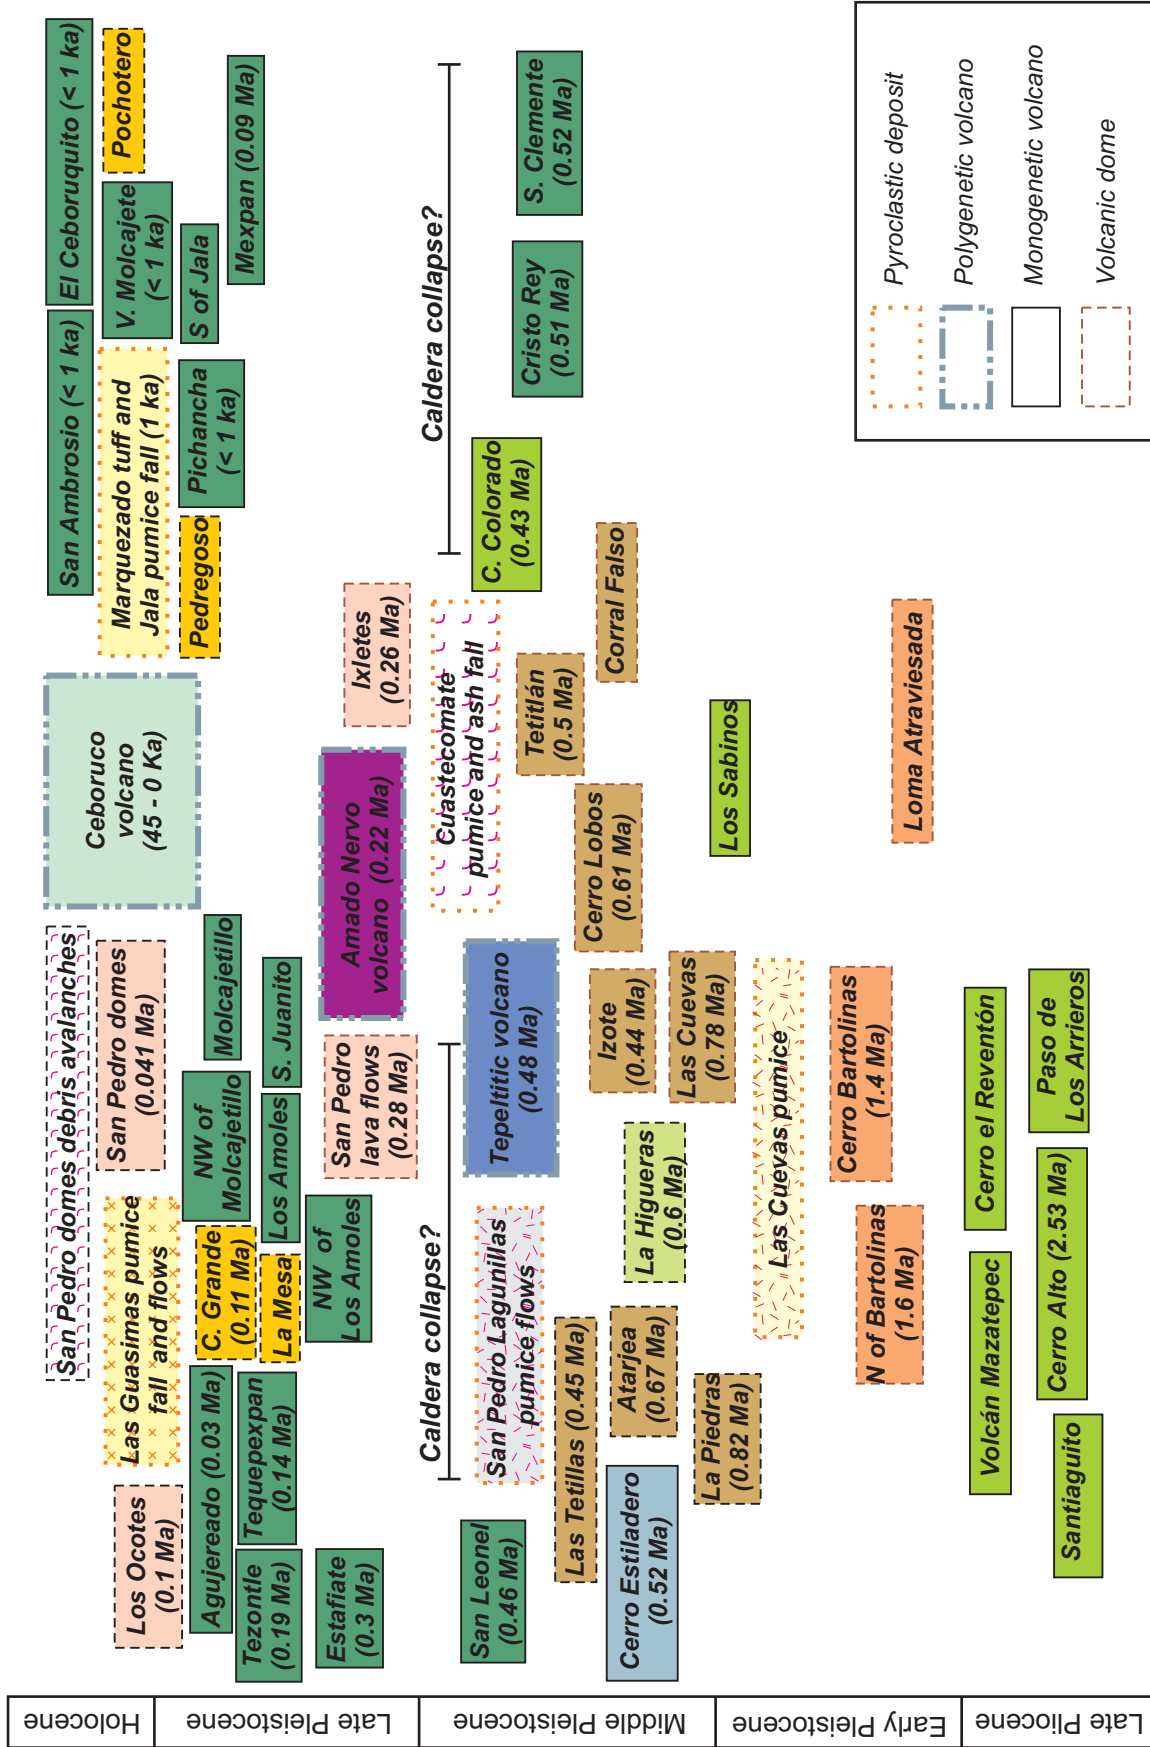 Holocene
Late Pleistocene
Middle Pleistocene
Early Pleistocene
Late Pliocene
San Pedro domes debris avalanches
San Ambrosio (< 1 ka)
El Ceboruquito (< 1 ka)
Los Ocotes
(0.1 Ma)
Las Guasimas pumice
fall and flows
San Pedro domes
(0.041 Ma)
Ceboruco
volcano
(45 - 0 Ka)
Marquezado tuff and
Jala pumice fall (1 ka)
V. Molcajete
(< 1 ka)
Pochotero
Agujereado (0.03 Ma)
C. Grande
(0.11 Ma)
NW of
Molcajetillo
Molcajetillo
Pedregoso
Pichancha
(< 1 ka)
S of Jala
Mexpan (0.09 Ma)
Tezontle
(0.19 Ma)
Tequepexpan
(0.14 Ma)
La Mesa
Los Amoles
S. Juanito
Estafiate
(0.3 Ma)
NW of
Los Amoles
San Pedro
lava flows
(0.28 Ma)
Amado Nervo
volcano (0.22 Ma)
Ixletes
(0.26 Ma)
Caldera collapse?
Caldera collapse?
San Leonel
(0.46 Ma)
San Pedro Lagunillas
pumice flows
Tepeltitic volcano
(0.48 Ma)
Cuastecomate
pumice and ash fall
C. Colorado
(0.43 Ma)
Cristo Rey
(0.51 Ma)
S. Clemente
(0.52 Ma)
Las Tetillas (0.45 Ma)
Tetitlán
(0.5 Ma)
Cerro Estiladero
(0.52 Ma)
Atarjea
(0.67 Ma)
La Higueras
(0.6 Ma)
Izote
(0.44 Ma)
Cerro Lobos
(0.61 Ma)
Corral Falso
La Piedras
(0.82 Ma)
Las Cuevas
(0.78 Ma)
Los Sabinos
Las Cuevas pumice
N of Bartolinas
(1.6 Ma)
Cerro Bartolinas
(1.4 Ma)
Loma Atraviesada
Volcán Mazatepec
Cerro el Reventón
Santiaguito
Cerro Alto (2.53 Ma)
Paso de
Los Arrieros
Pyroclastic deposit
Polygenetic volcano
Monogenetic volcano
Volcanic dome